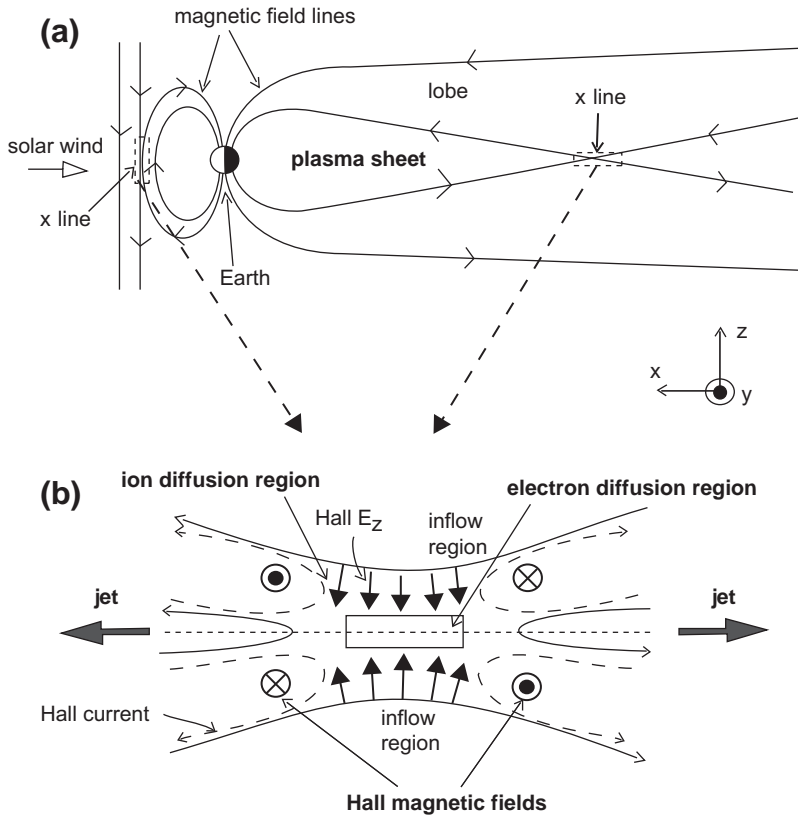 (a)
magnetic field lines
lobe
x line
solar wind
plasma sheet
x line
Earth
z
x
y
(b)
ion diffusion region
electron diffusion region
Hall E_z
inflow
region
jet
jet
Hall current
inflow
region
Hall magnetic fields